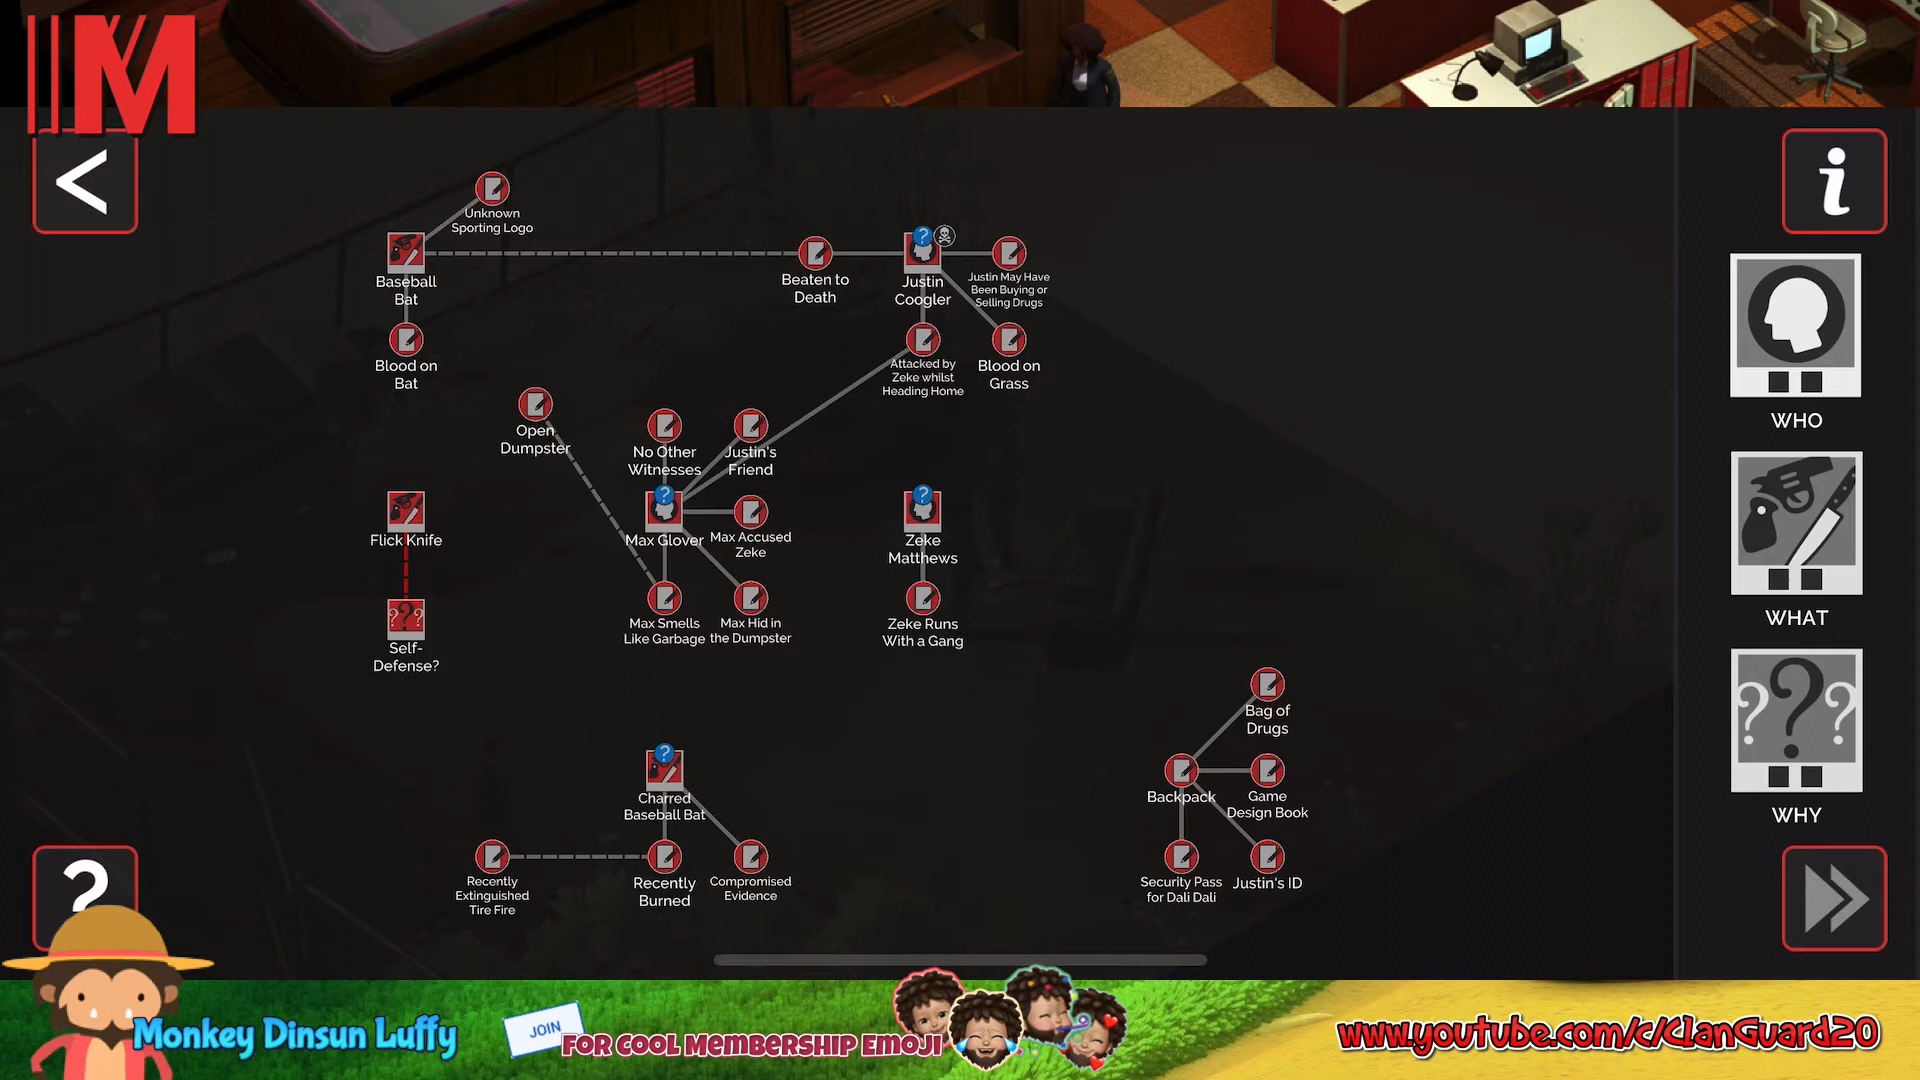 M
Unknown
Sporting Logo
Baseball
Bat
Beaten to
Death
Justin
Coogler
Justin May Have
Been Buying or
Selling Drugs
Blood on
Bat
Attacked by
Zeke whilst
Heading Home
Blood on
Grass
Open
Dumpster
No Other
Witnesses
Justin's
Friend
Flick Knife
Max Glover
Max Accused
Zeke
Zeke
Matthews
Self-
Defense?
Max Smells
Like Garbage
Max Hid in
the Dumpster
Zeke Runs
With a Gang
Bag of
Drugs
Charred
Baseball Bat
Backpack
Game
Design Book
Recently
Extinguished
Tire Fire
Recently
Burned
Compromised
Evidence
Security Pass
for Dali Dali
Justin's ID
i
WHO
WHAT
WHY
<
?
Monkey Dinsun Luffy
JOIN
FOR COOL MEMBERSHIP EMOJI
www.youtube.com/c/ClanGuard20